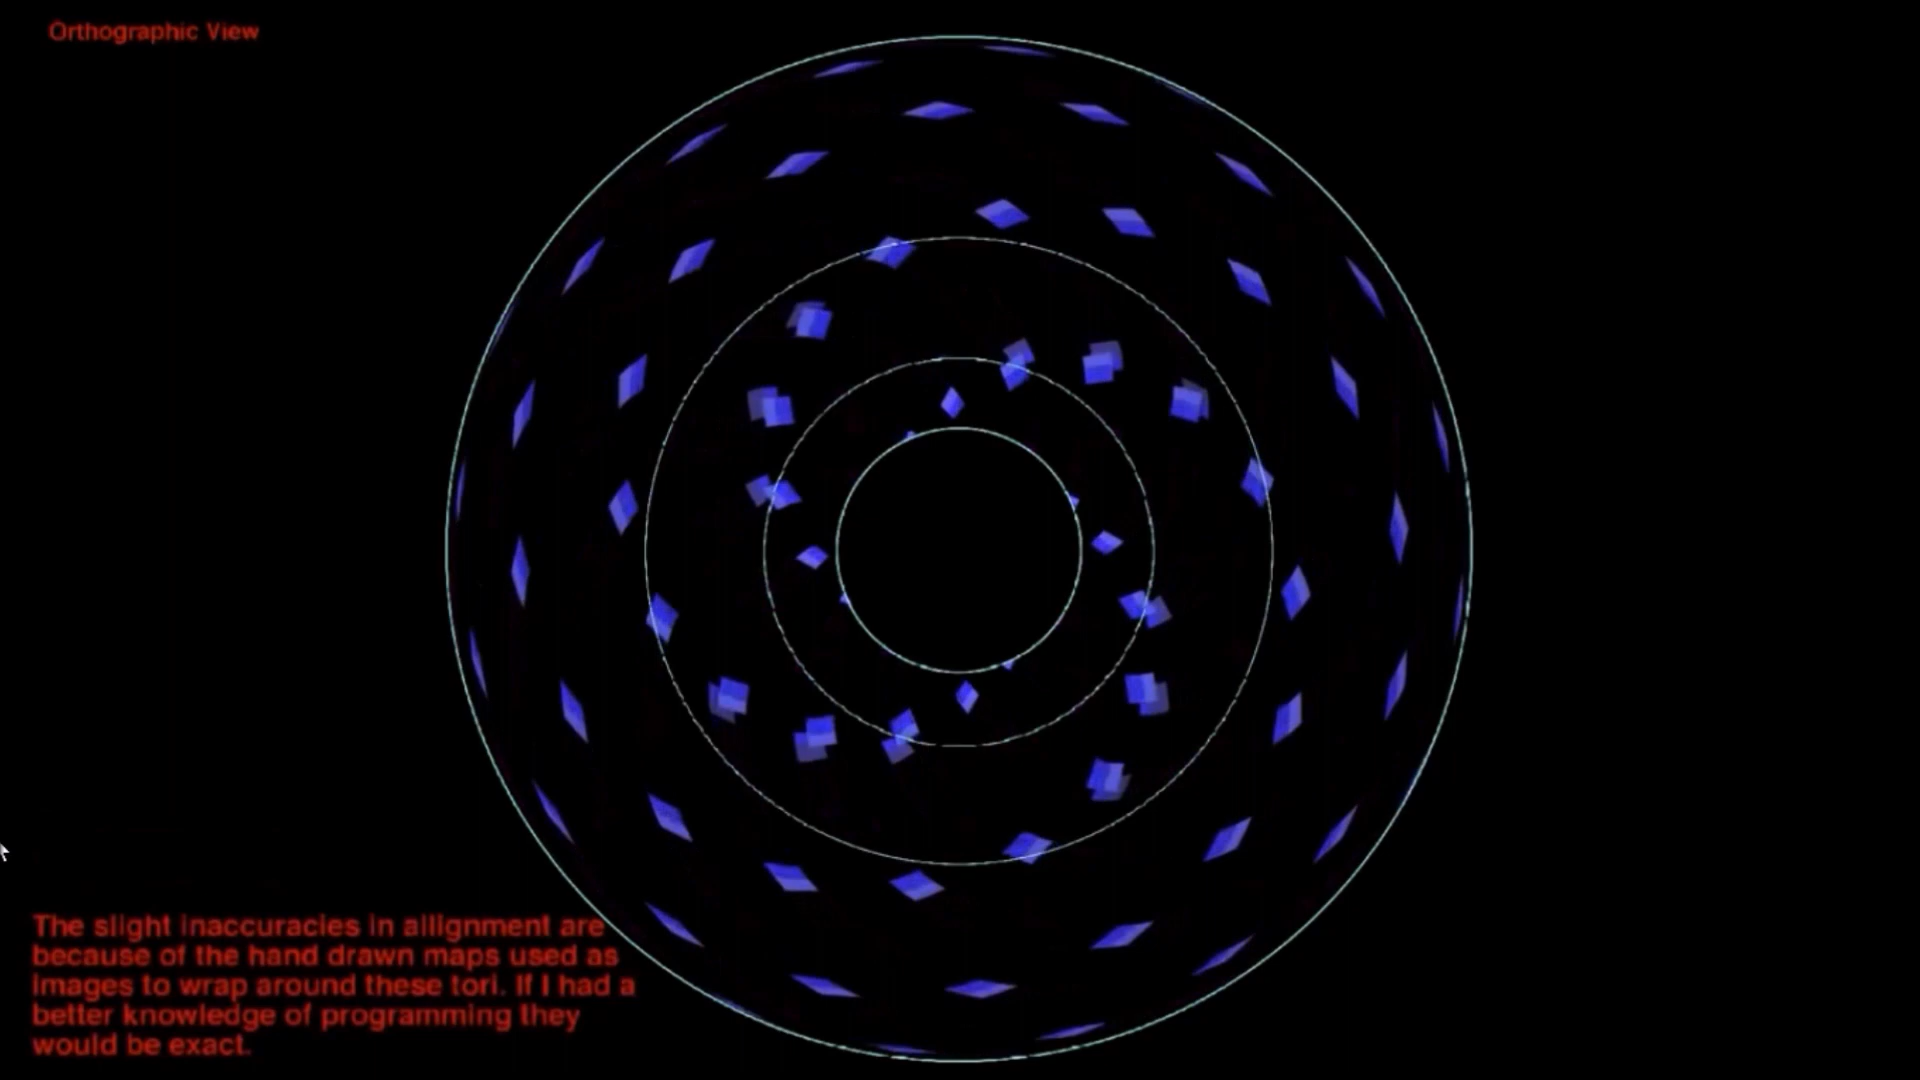 Orthographic View
The slight inaccuracies in allignment are
because of the hand drawn maps used as
images to wrap around these tori. If I had a
better knowledge of programming they
would be exact.